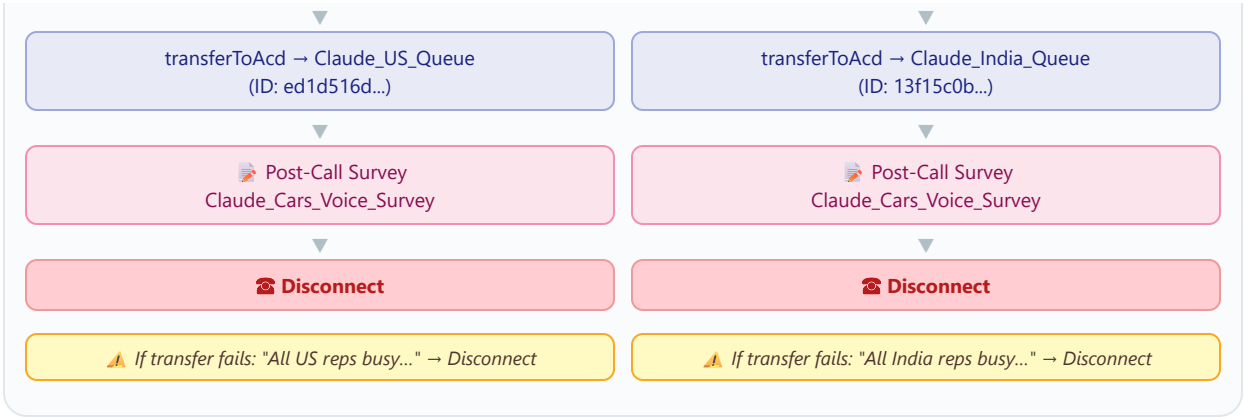 transferToAcd → Claude_US_Queue
(ID: ed1d516d...)
📝 Post-Call Survey
Claude_Cars_Voice_Survey
☎ Disconnect
⚠️ If transfer fails: "All US reps busy..." → Disconnect
transferToAcd → Claude_India_Queue
(ID: 13f15c0b...)
📝 Post-Call Survey
Claude_Cars_Voice_Survey
☎ Disconnect
⚠️ If transfer fails: "All India reps busy..." → Disconnect